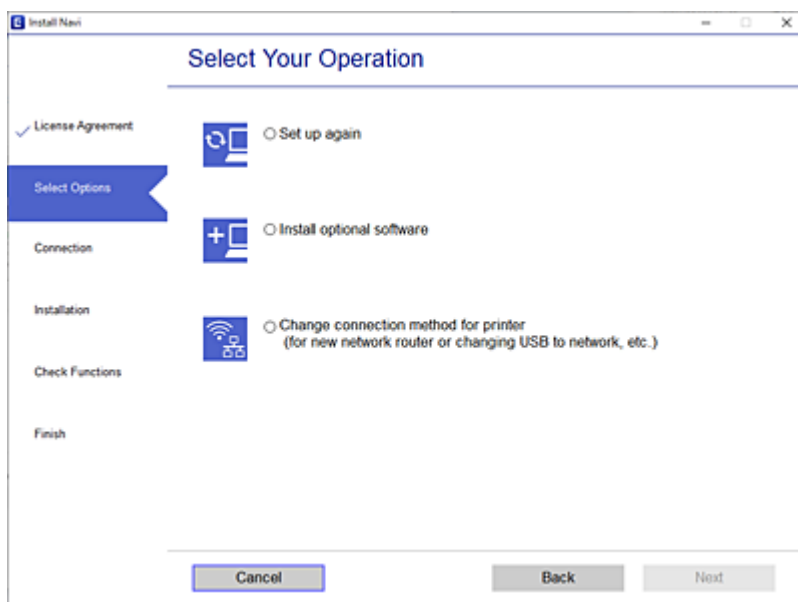 Install Navi
Select Your Operation
License Agreement
Select Options
Connection
Installation
Check Functions
Finish
Set up again
Install optional software
Change connection method for printer
(for new network router or changing USB to network, etc.)
Cancel
Back
Next